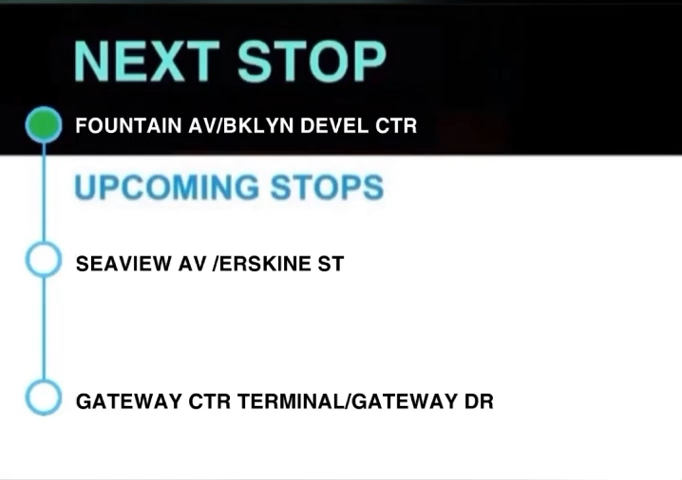 NEXT STOP
FOUNTAIN AV/BKLYN DEVEL CTR
UPCOMING STOPS
SEAVIEW AV /ERSKINE ST
GATEWAY CTR TERMINAL/GATEWAY DR